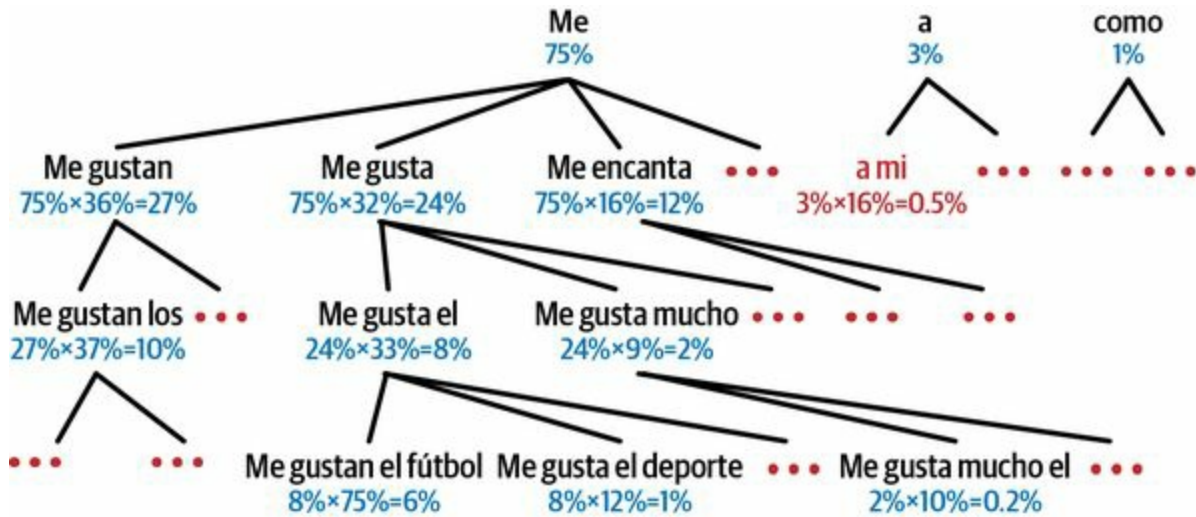 Me a como
75% 3% 1%
Me gustan Me gusta Me encanta ... a mi ... ... ...
75%×36%=27% 75%×32%=24% 75%×16%=12% 3%×16%=0.5%
Me gustan los ... Me gusta el Me gusta mucho ... ... ...
27%×37%=10% 24%×33%=8% 24%×9%=2%
... ... Me gustan el fútbol Me gusta el deporte ... Me gusta mucho el ...
8%×75%=6% 8%×12%=1% 2%×10%=0.2%